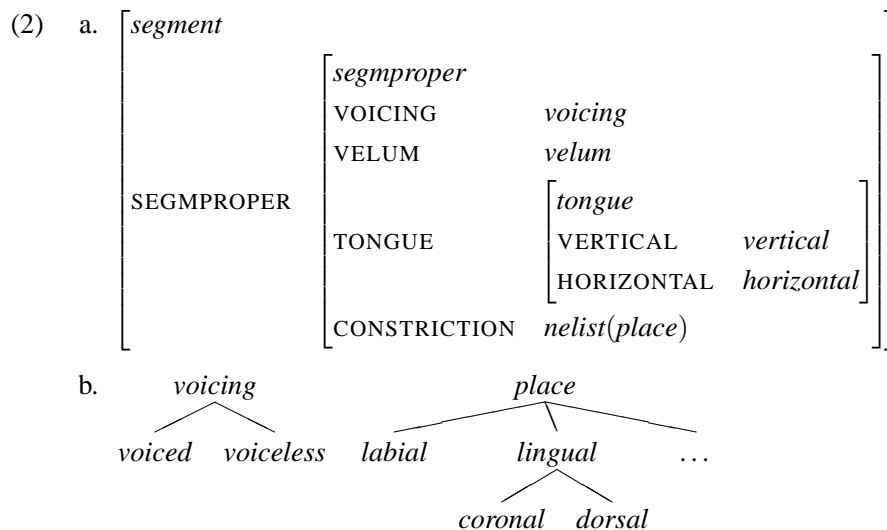 (2) a. segment
segmproper
VOICING voicing
VELUM velum
tongue
SEGMPROPER TONGUE VERTICAL vertical
HORIZONTAL horizontal
CONSTRICTION nelist(place)
b. voicing place
voiced voiceless labial lingual ...
coronal dorsal